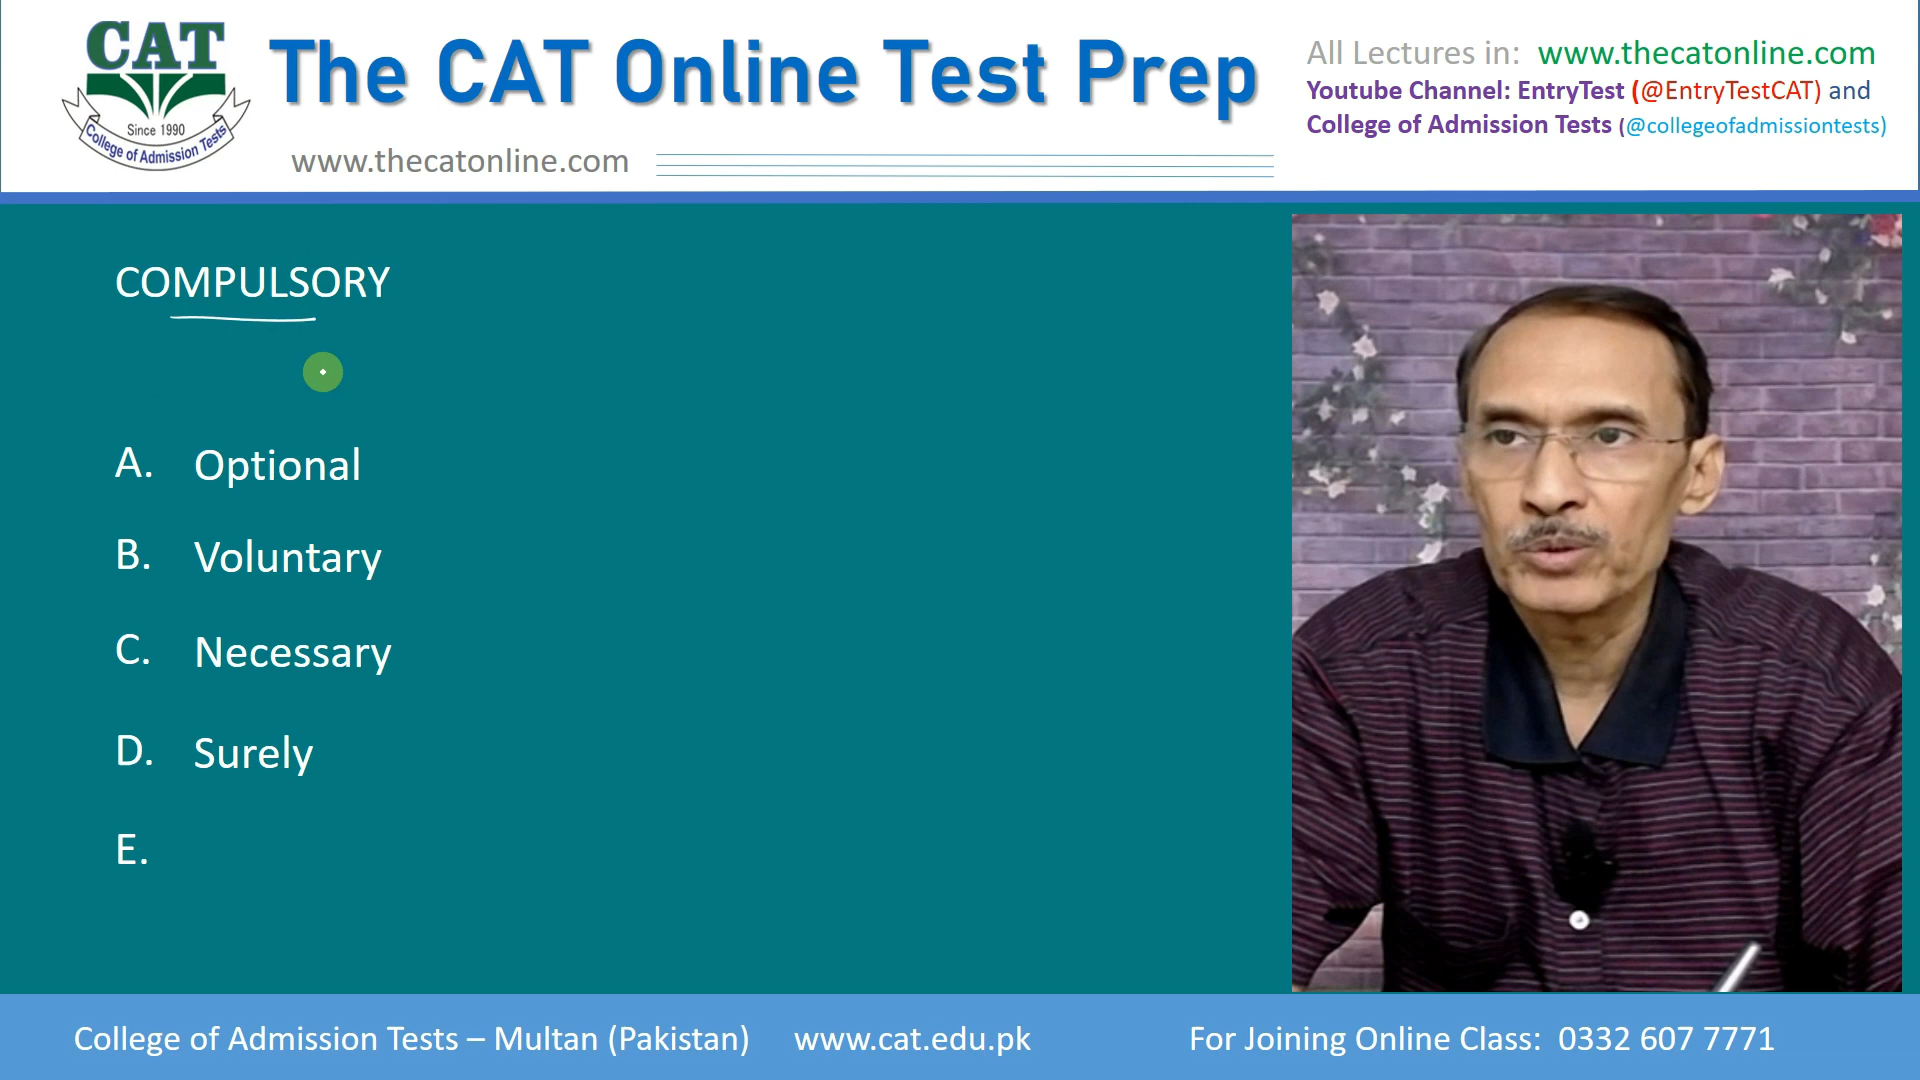 CAT
Since 1990
College of Admission Tests
The CAT Online Test Prep
www.thecatonline.com
All Lectures in: www.thecatonline.com
Youtube Channel: EntryTest (@EntryTestCAT) and
College of Admission Tests (@collegeofadmissiontests)
COMPULSORY
A. Optional
B. Voluntary
C. Necessary
D. Surely
E.
College of Admission Tests – Multan (Pakistan) www.cat.edu.pk For Joining Online Class: 0332 607 7771